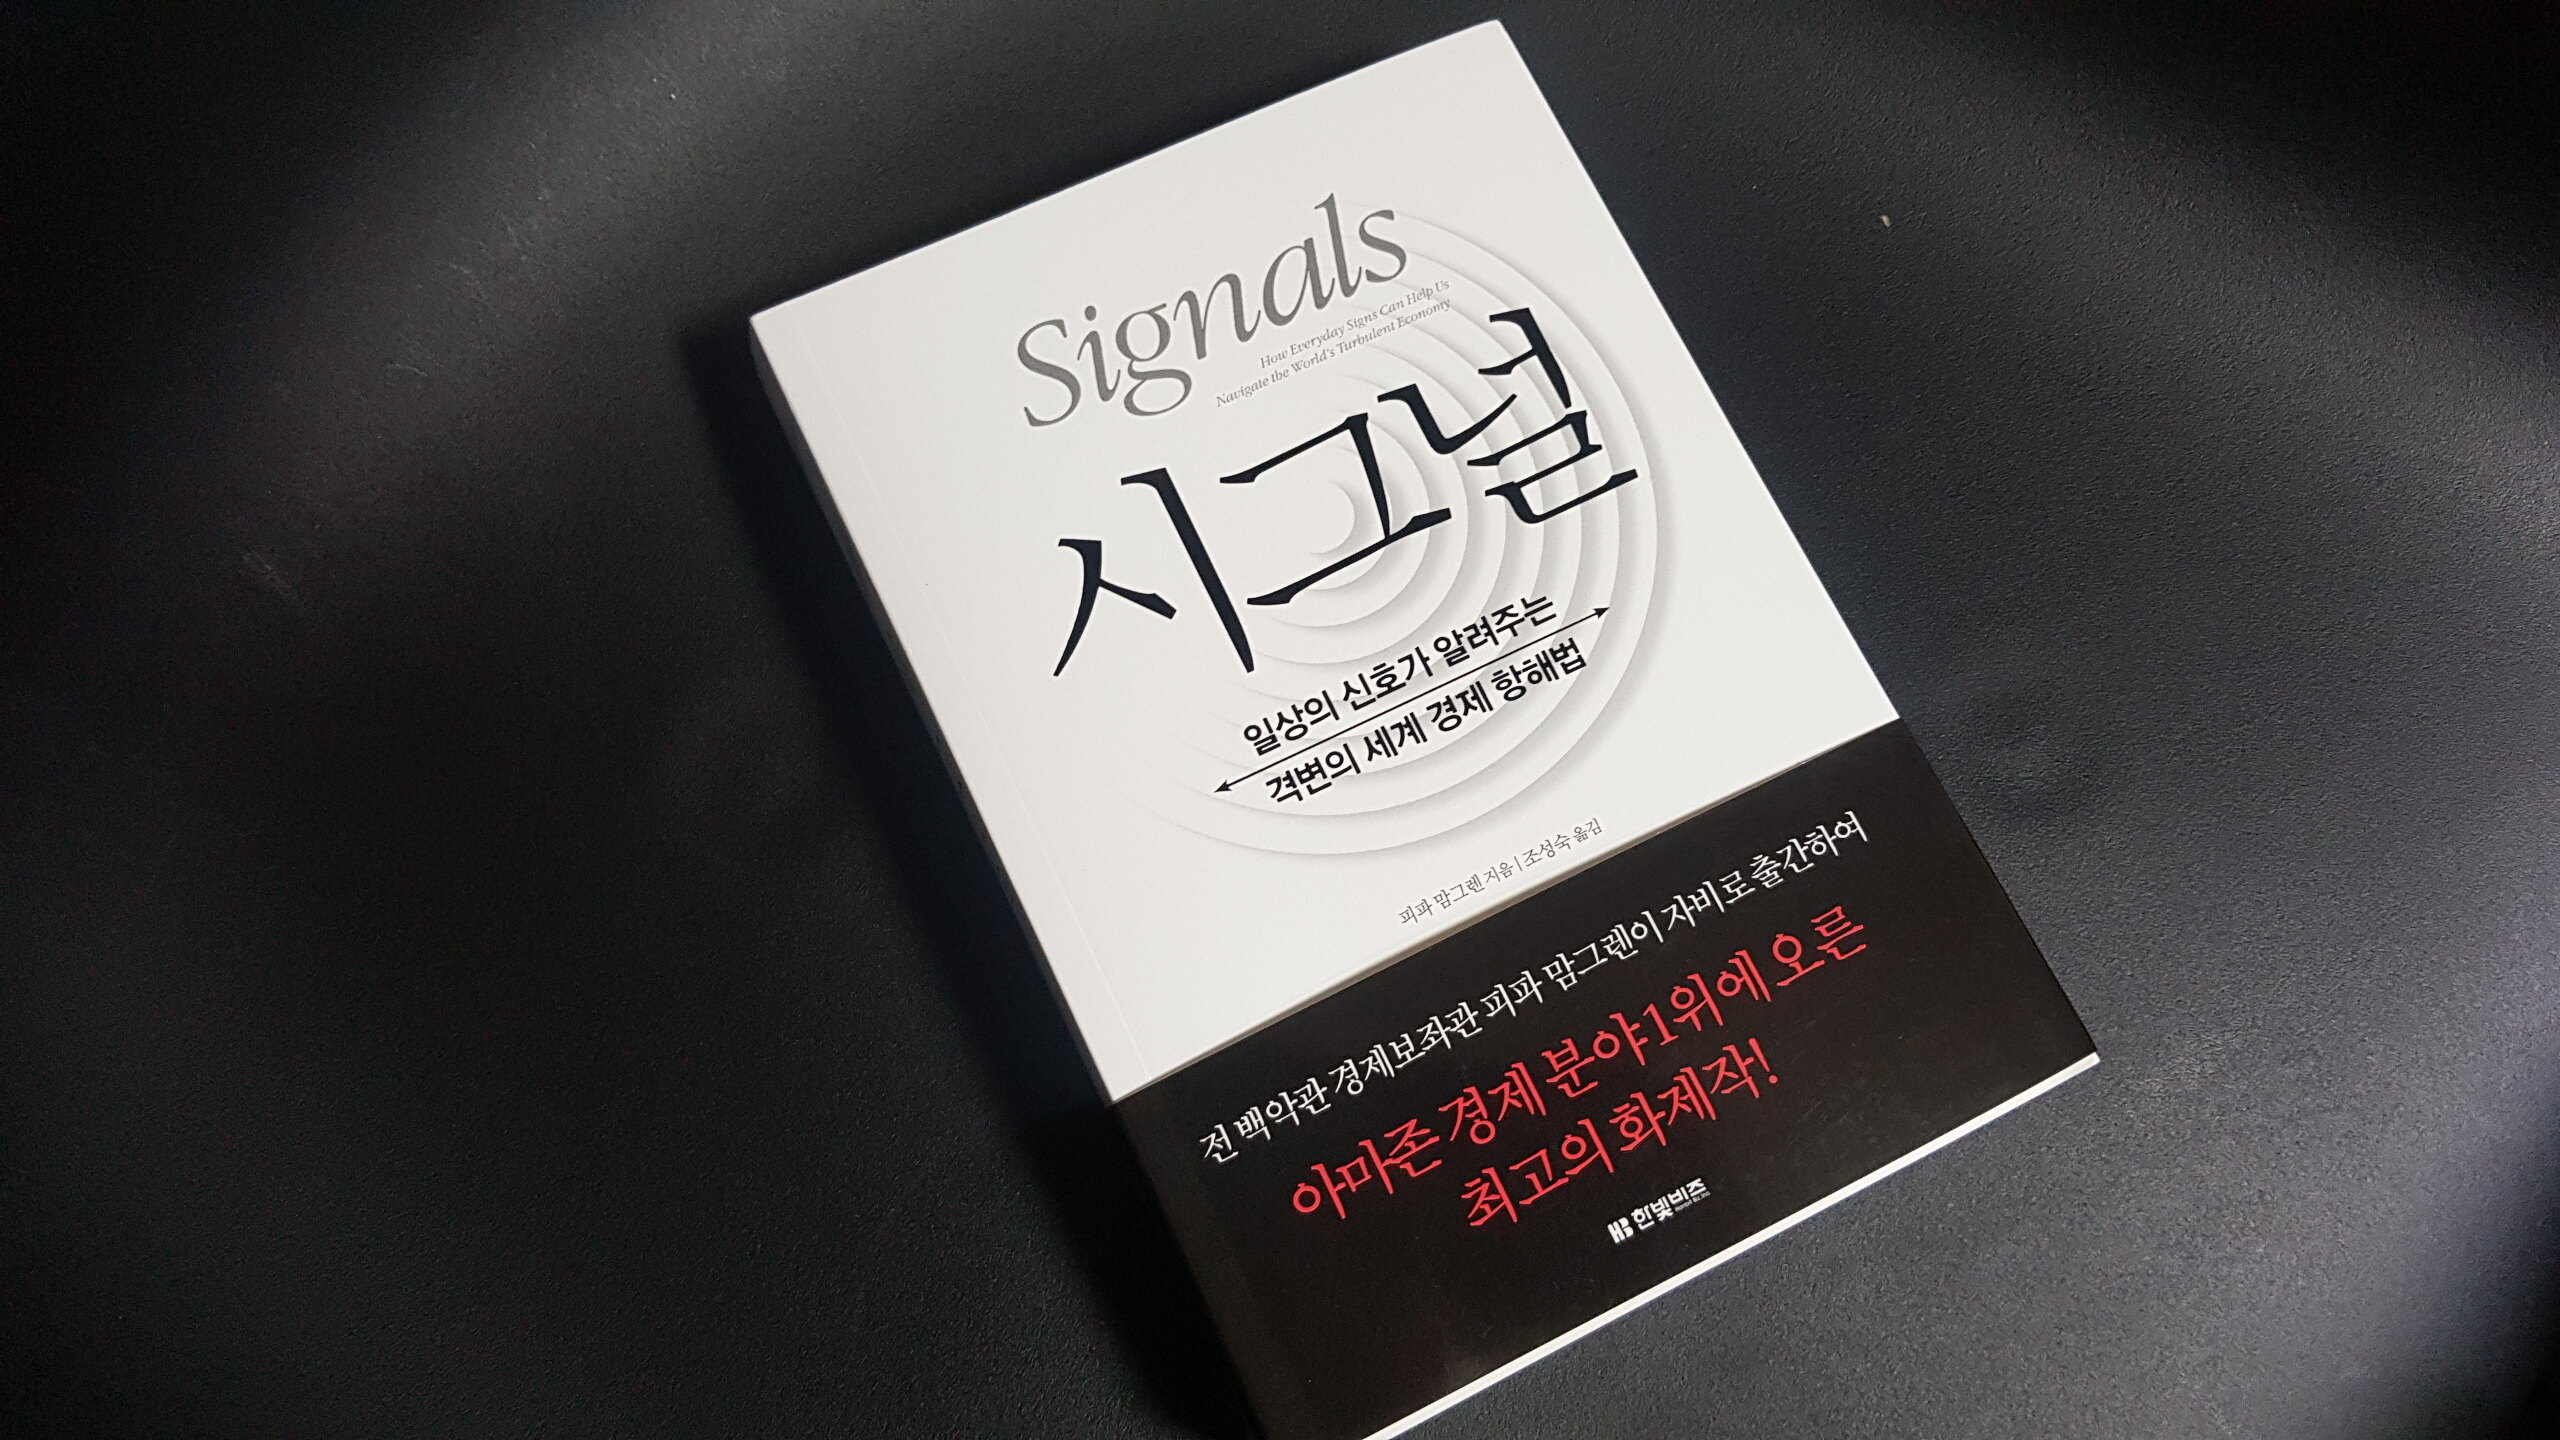 Signals
How Everyday Signs Can Help Us
Navigate the World's Turbulent Economy
시그널
일상의 신호가 알려주는
격변의 세계 경제 항해법
피파 맘그렌 지음 | 조성숙 옮김
전 백악관 경제보좌관 피파 맘그렌이 자비로 출간하여
아마존 경제 분야 1위에 오른
최고의 화제작!
HB 한빛비즈
Hanbit Biz, Inc.